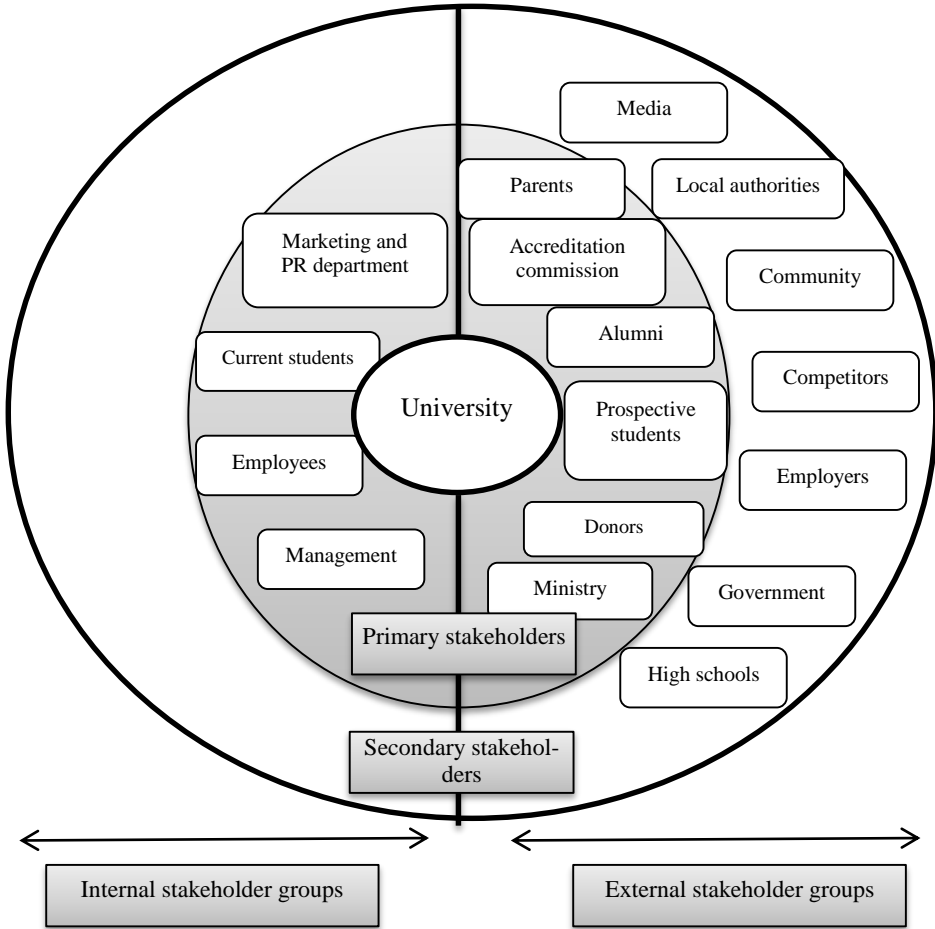 Media
Parents
Local authorities
Marketing and
PR department
Accreditation
commission
Community
Alumni
Current students
Competitors
University
Prospective
students
Employees
Employers
Donors
Management
Ministry
Government
Primary stakeholders
High schools
Secondary stakehol-
ders
Internal stakeholder groups
External stakeholder groups